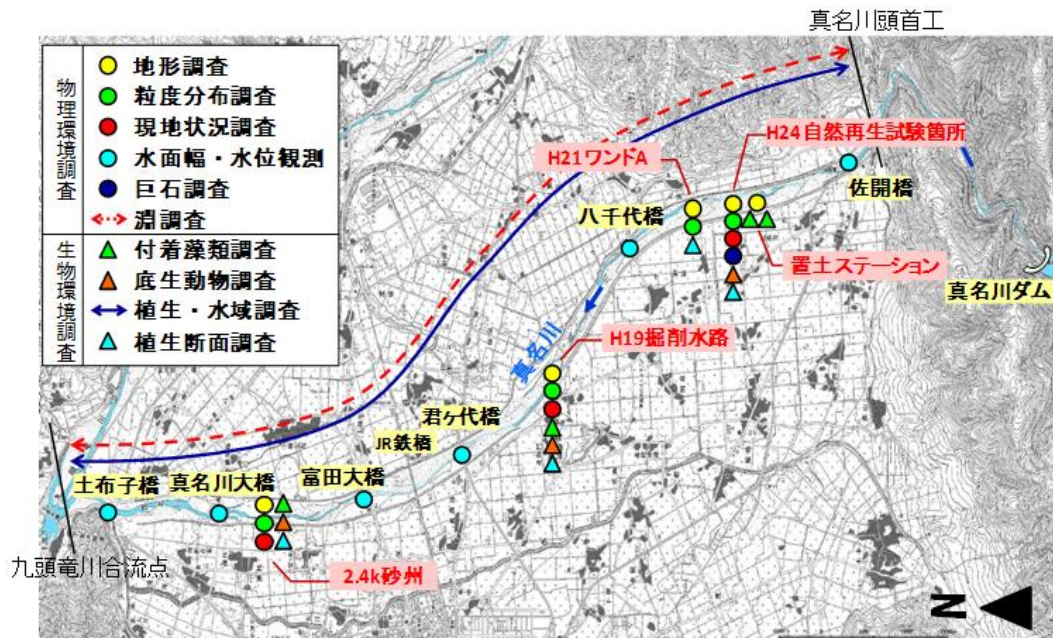 真名川頭首工
物理環境調査
地形調査
粒度分布調査
現地状況調査
水面幅・水位観測
巨石調査
淵調査
生物環境調査
付着藻類調査
底生動物調査
植生・水域調査
植生断面調査
H24自然再生試験箇所
H21ワンドA
佐開橋
八千代橋
置土ステーション
真名川ダム
真名川
H19掘削水路
君ヶ代橋
JR鉄橋
富田大橋
真名川大橋
土布子橋
九頭竜川合流点
2.4k砂州
N